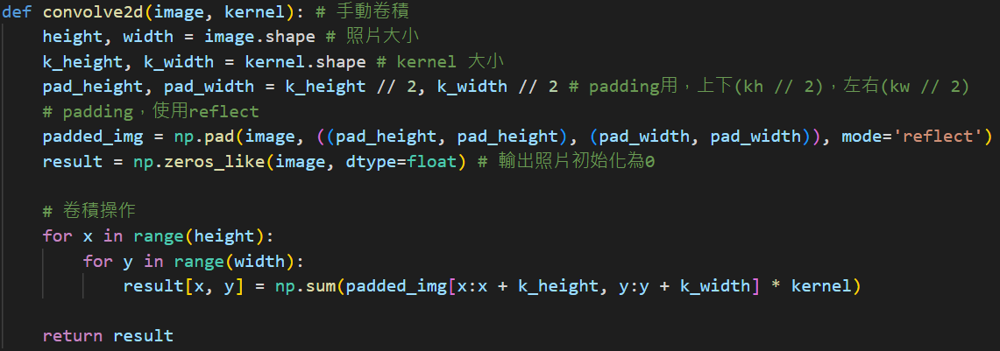 def convolve2d(image, kernel): # 手動卷積
    height, width = image.shape # 照片大小
    k_height, k_width = kernel.shape # kernel 大小
    pad_height, pad_width = k_height // 2, k_width // 2 # padding用，上下(kh // 2)，左右(kw // 2)
    # padding，使用reflect
    padded_img = np.pad(image, ((pad_height, pad_height), (pad_width, pad_width)), mode='reflect')
    result = np.zeros_like(image, dtype=float) # 輸出照片初始化為0

    # 卷積操作
    for x in range(height):
        for y in range(width):
            result[x, y] = np.sum(padded_img[x:x + k_height, y:y + k_width] * kernel)

    return result